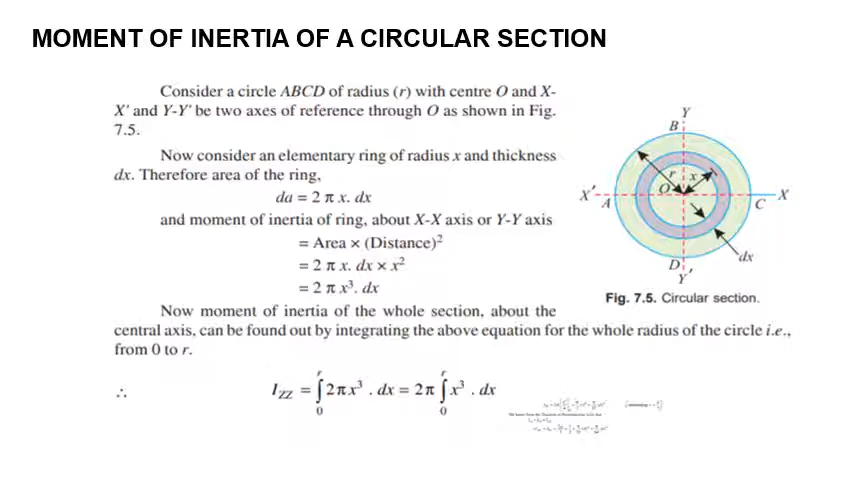 MOMENT OF INERTIA OF A CIRCULAR SECTION
Consider a circle ABCD of radius (r) with centre O and X-
X' and Y-Y' be two axes of reference through O as shown in Fig.
7.5.
Now consider an elementary ring of radius x and thickness
dx. Therefore area of the ring,
da = 2 π x. dx
and moment of inertia of ring, about X-X axis or Y-Y axis
= Area × (Distance)²
= 2 π x. dx × x²
= 2 π x³. dx
Now moment of inertia of the whole section, about the
central axis, can be found out by integrating the above equation for the whole radius of the circle i.e.,
from 0 to r.
∴ I_ZZ = ∫₀ʳ 2πx³ . dx = 2π ∫₀ʳ x³ . dx
Y
B
r
x
X'
O
X
A
C
D
dx
Y'
Fig. 7.5. Circular section.